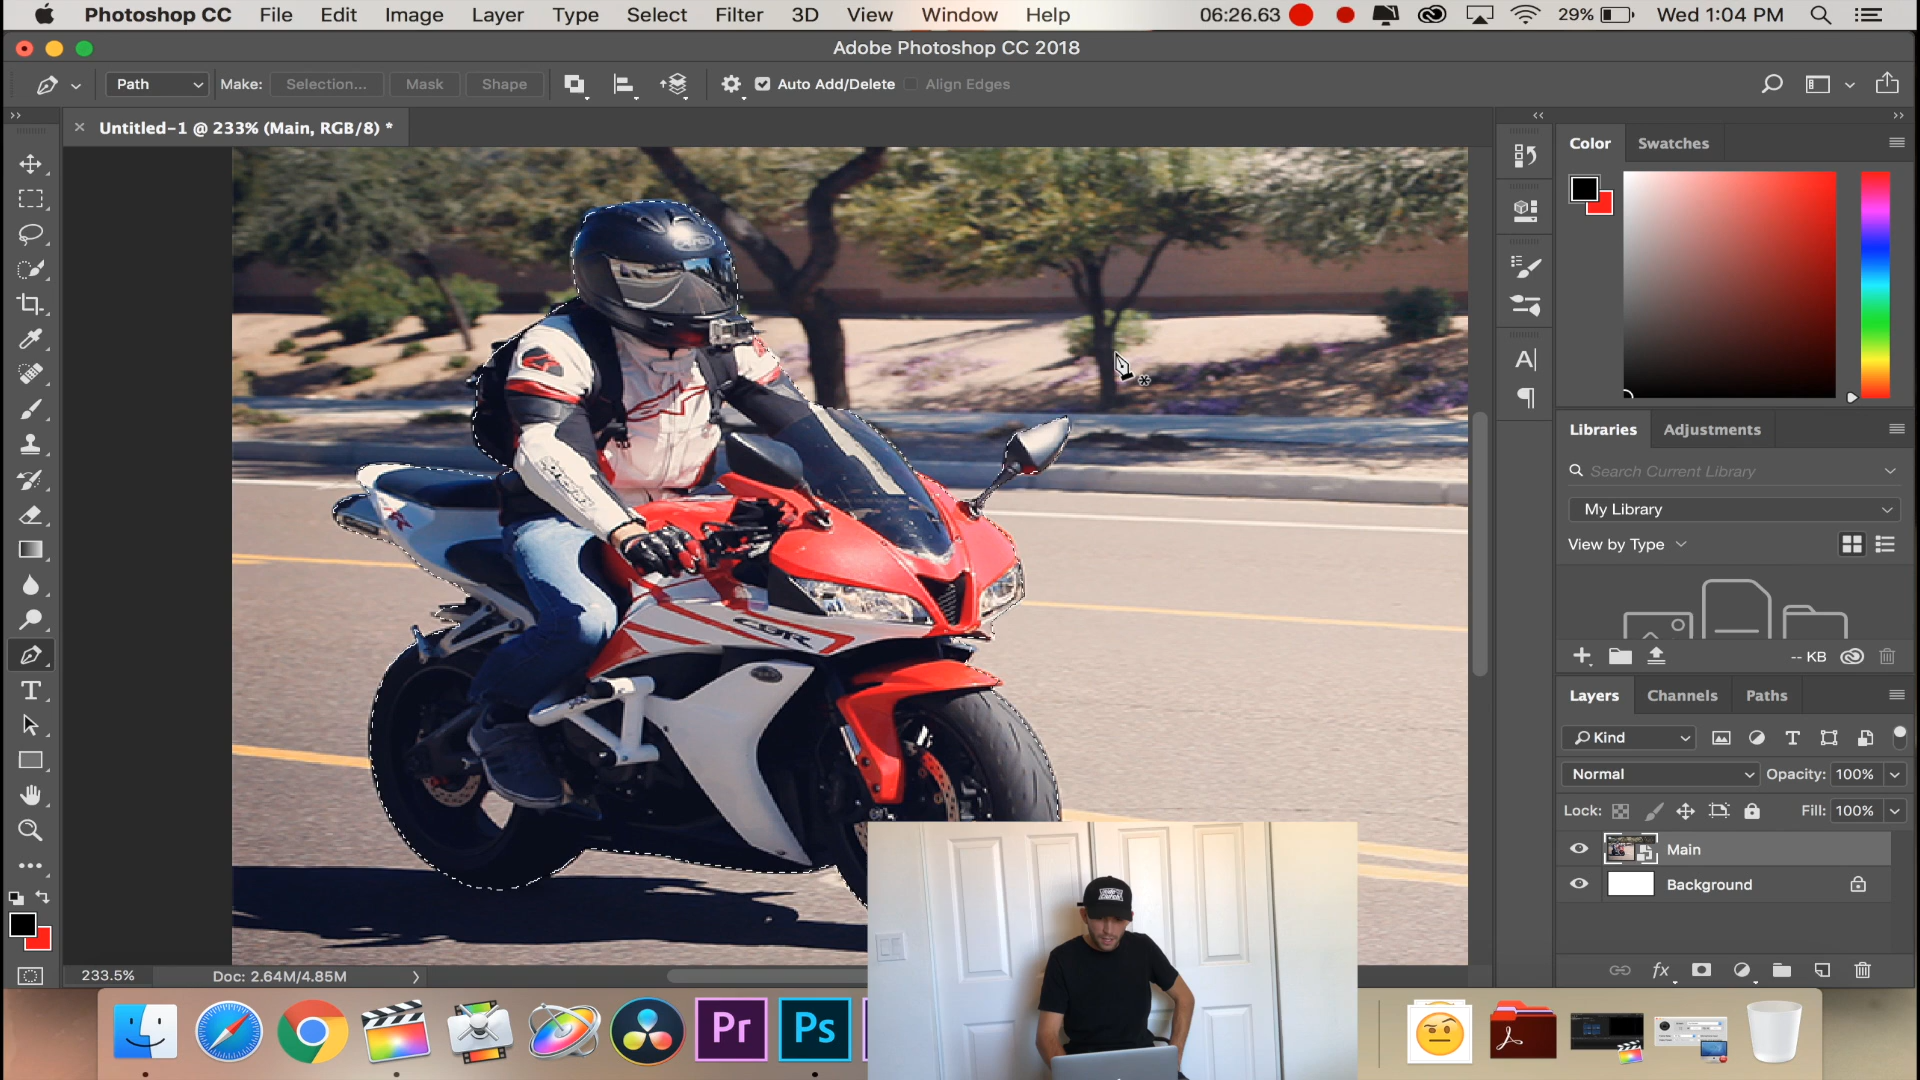 Photoshop CC File Edit Image Layer Type Select Filter 3D View Window Help 06:26.63 29% Wed 1:04 PM
Adobe Photoshop CC 2018
Path Make: Selection... Mask Shape Auto Add/Delete Align Edges
Untitled-1 @ 233% (Main, RGB/8) *
Color Swatches
Arai
CBR
Libraries Adjustments
Search Current Library
My Library
View by Type
-- KB
Layers Channels Paths
Kind
Normal Opacity: 100%
Lock: Fill: 100%
Main
Background
fx
233.5% Doc: 2.64M/4.85M
Pr Ps